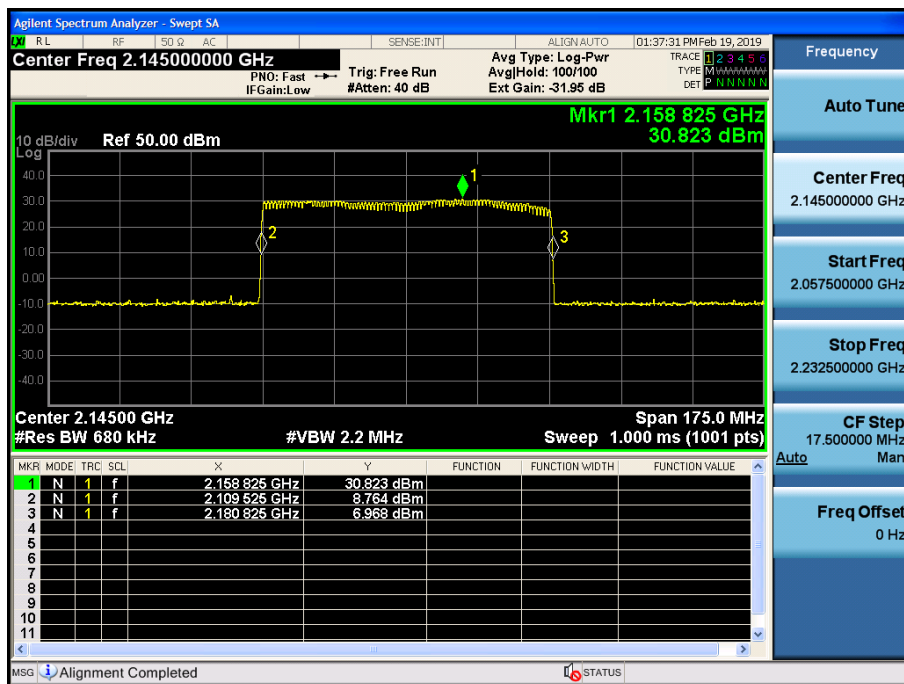 Agilent Spectrum Analyzer - Swept SA
LXI RL RF 50 Ω AC SENSE:INT ALIGN AUTO 01:37:31 PM Feb 19, 2019
Center Freq 2.145000000 GHz
PNO: Fast
IFGain:Low
Trig: Free Run
#Atten: 40 dB
Avg Type: Log-Pwr
Avg|Hold: 100/100
Ext Gain: -31.95 dB
TRACE 1 2 3 4 5 6
TYPE M W W W W W
DET P N N N N N
Mkr1 2.158 825 GHz
30.823 dBm
10 dB/div Ref 50.00 dBm
Log
40.0
30.0
20.0
10.0
0.00
-10.0
-20.0
-30.0
-40.0
1
2
3
Center 2.14500 GHz Span 175.0 MHz
#Res BW 680 kHz #VBW 2.2 MHz Sweep 1.000 ms (1001 pts)
MKR MODE TRC SCL X Y FUNCTION FUNCTION WIDTH FUNCTION VALUE
1 N 1 f 2.158 825 GHz 30.823 dBm
2 N 1 f 2.109 525 GHz 8.764 dBm
3 N 1 f 2.180 825 GHz 6.968 dBm
4
5
6
7
8
9
10
11
MSG Alignment Completed STATUS
Frequency
Auto Tune
Center Freq
2.145000000 GHz
Start Freq
2.057500000 GHz
Stop Freq
2.232500000 GHz
CF Step
17.500000 MHz
Auto Man
Freq Offset
0 Hz